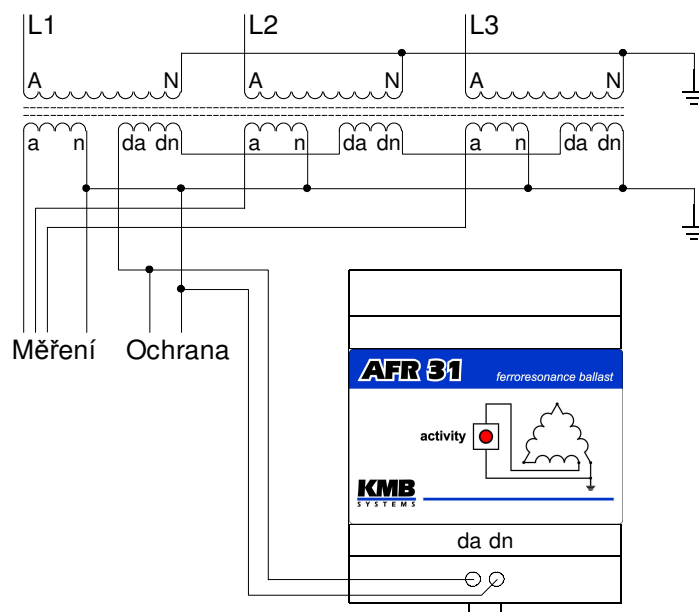 L1 L2 L3
A N A N A N
a n da dn a n da dn a n da dn
Měření Ochrana
AFR 31 ferroresonance ballast
activity
KMB
SYSTEMS
da dn